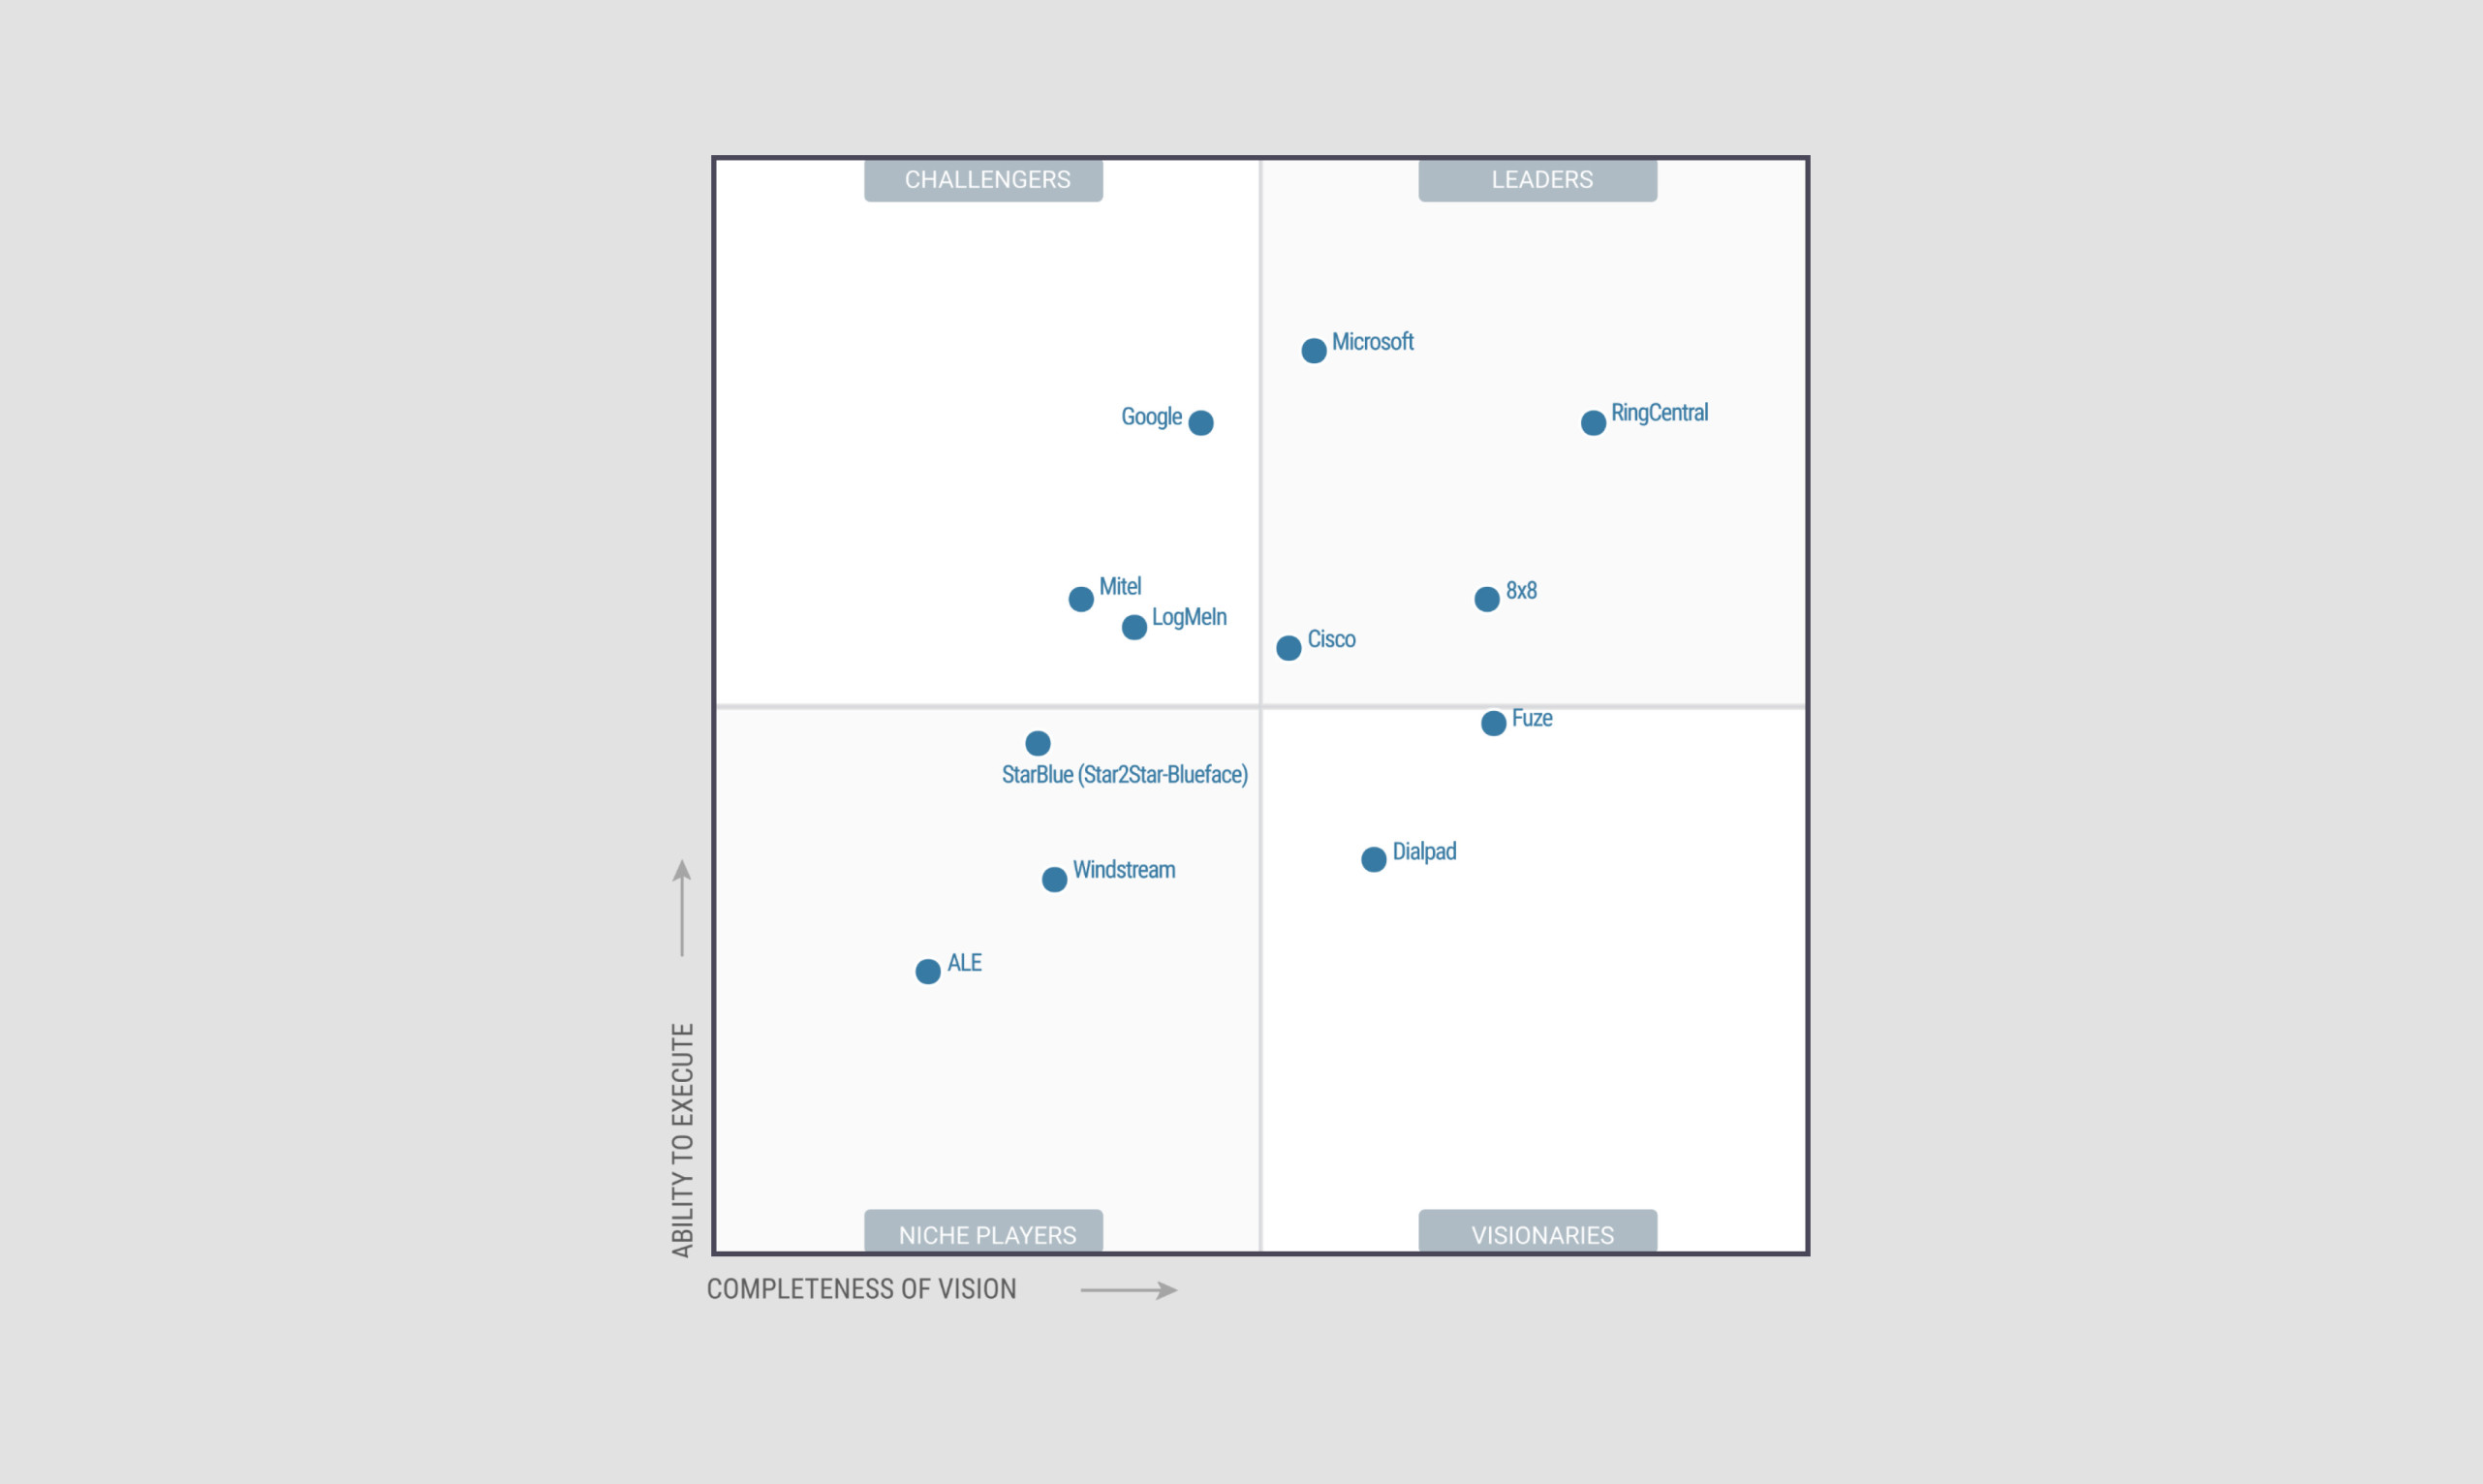 CHALLENGERS
LEADERS
Microsoft
Google
RingCentral
Mitel
8x8
LogMeIn
Cisco
Fuze
StarBlue (Star2Star-Blueface)
Dialpad
Windstream
ALE
ABILITY TO EXECUTE
NICHE PLAYERS
VISIONARIES
COMPLETENESS OF VISION